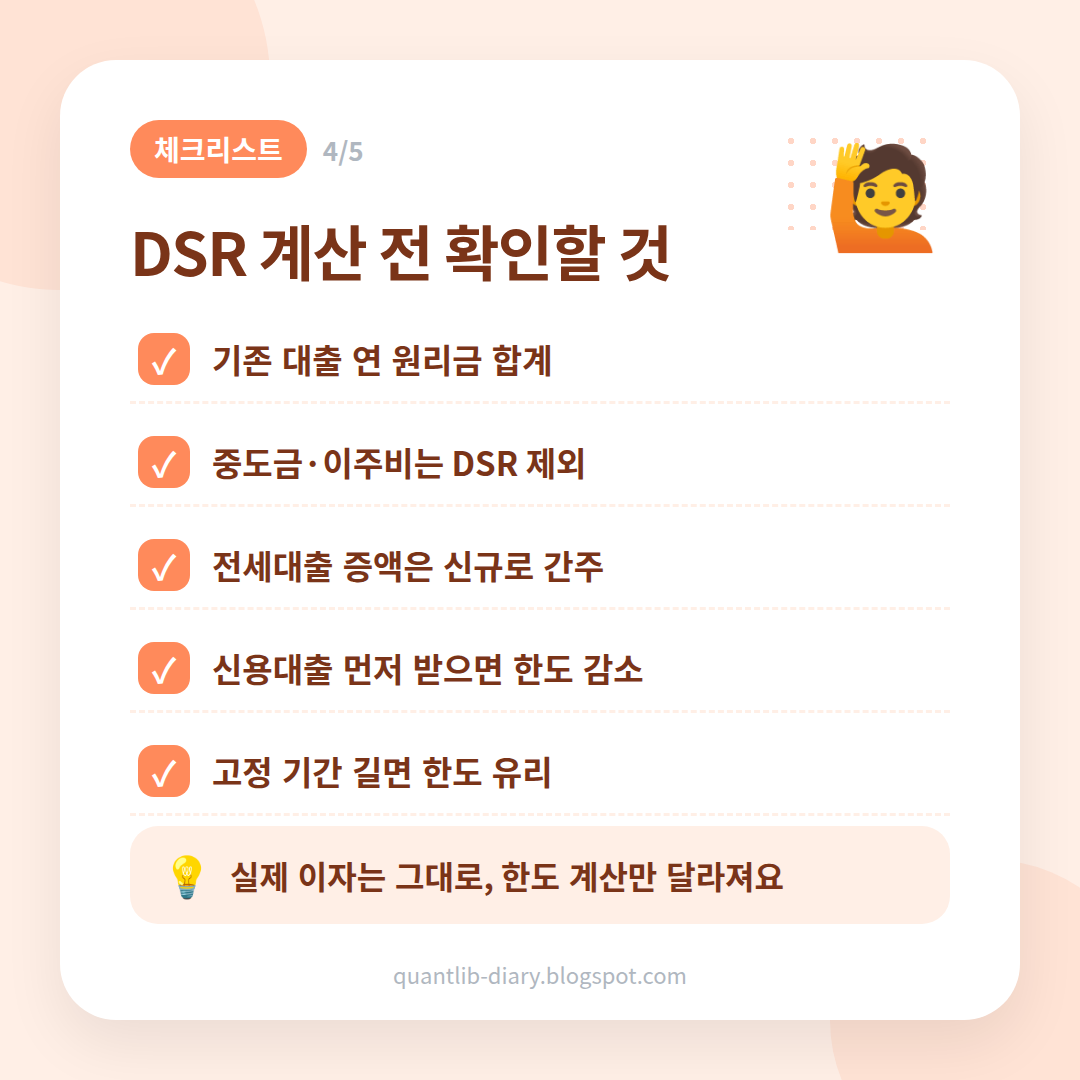 체크리스트 4/5
DSR 계산 전 확인할 것
✓ 기존 대출 연 원리금 합계
✓ 중도금·이주비는 DSR 제외
✓ 전세대출 증액은 신규로 간주
✓ 신용대출 먼저 받으면 한도 감소
✓ 고정 기간 길면 한도 유리
실제 이자는 그대로, 한도 계산만 달라져요
quantlib-diary.blogspot.com